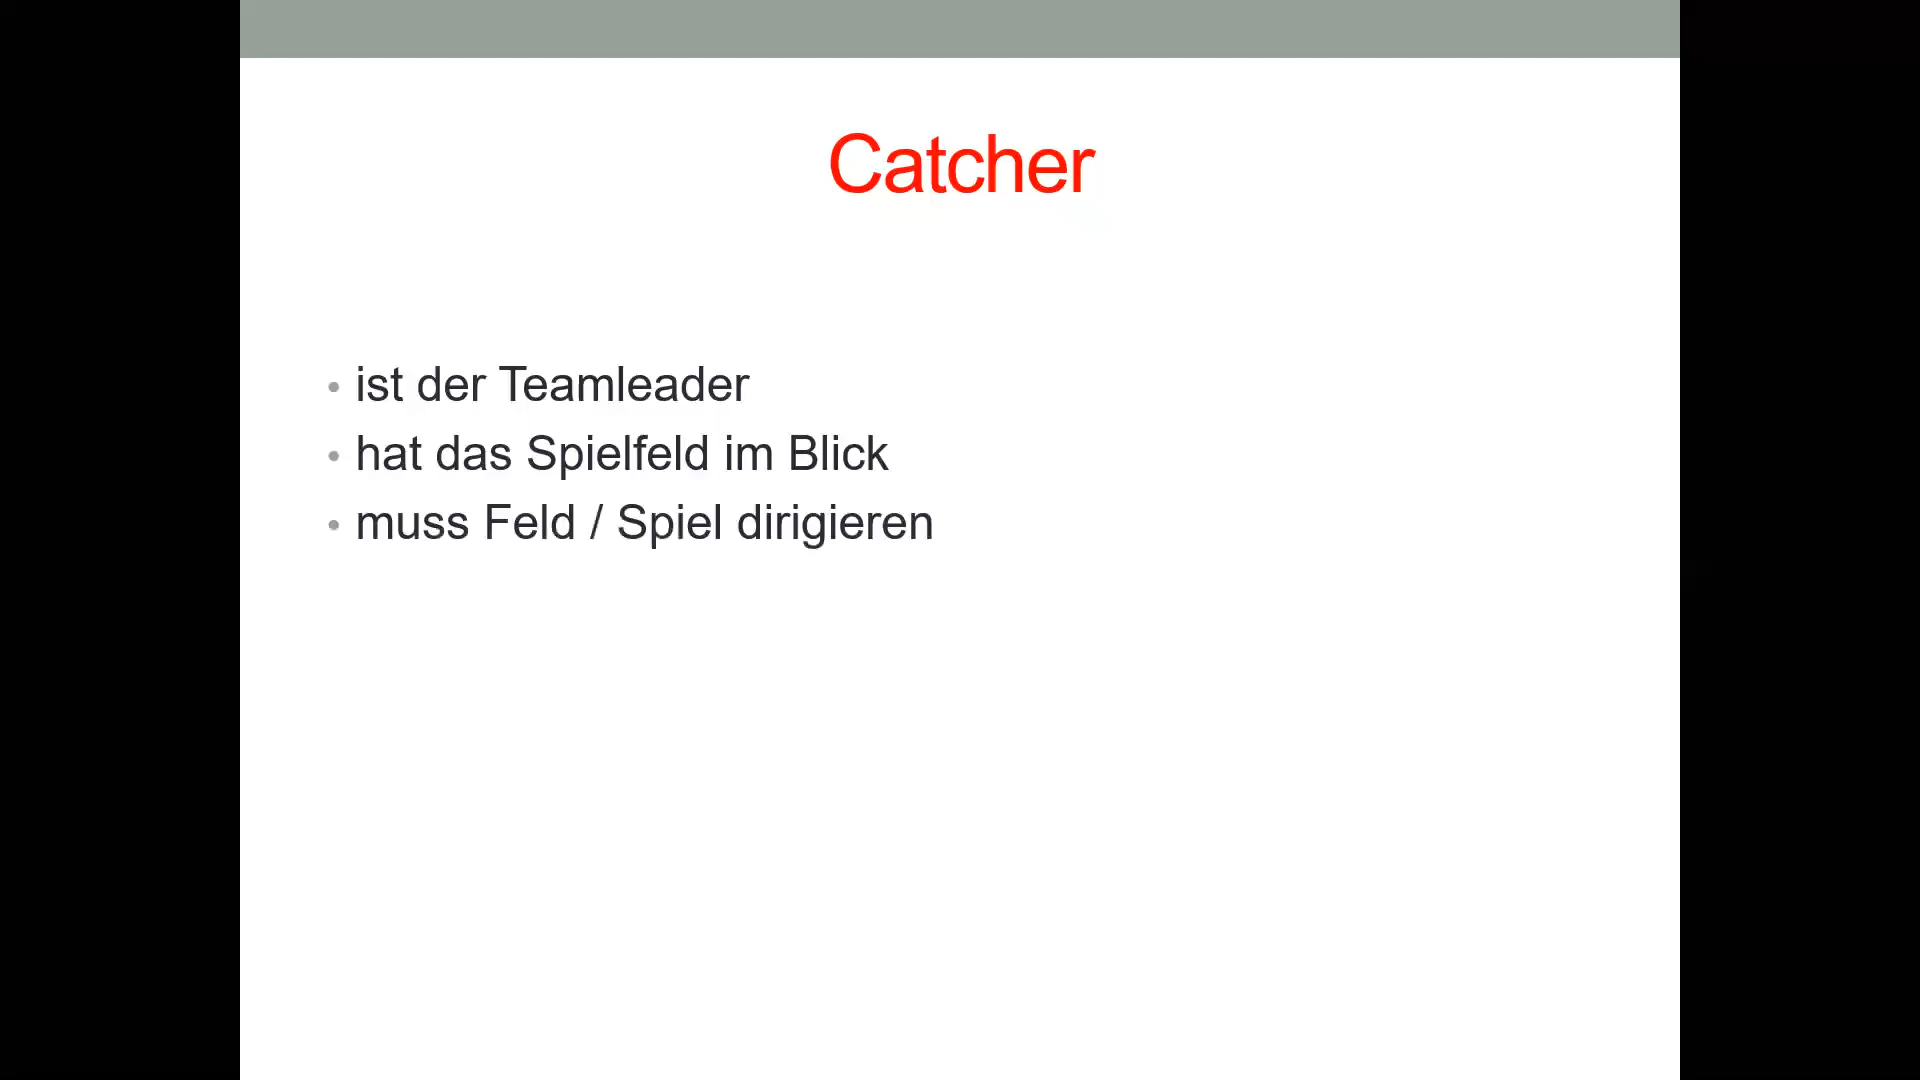 Catcher
• ist der Teamleader
• hat das Spielfeld im Blick
• muss Feld / Spiel dirigieren